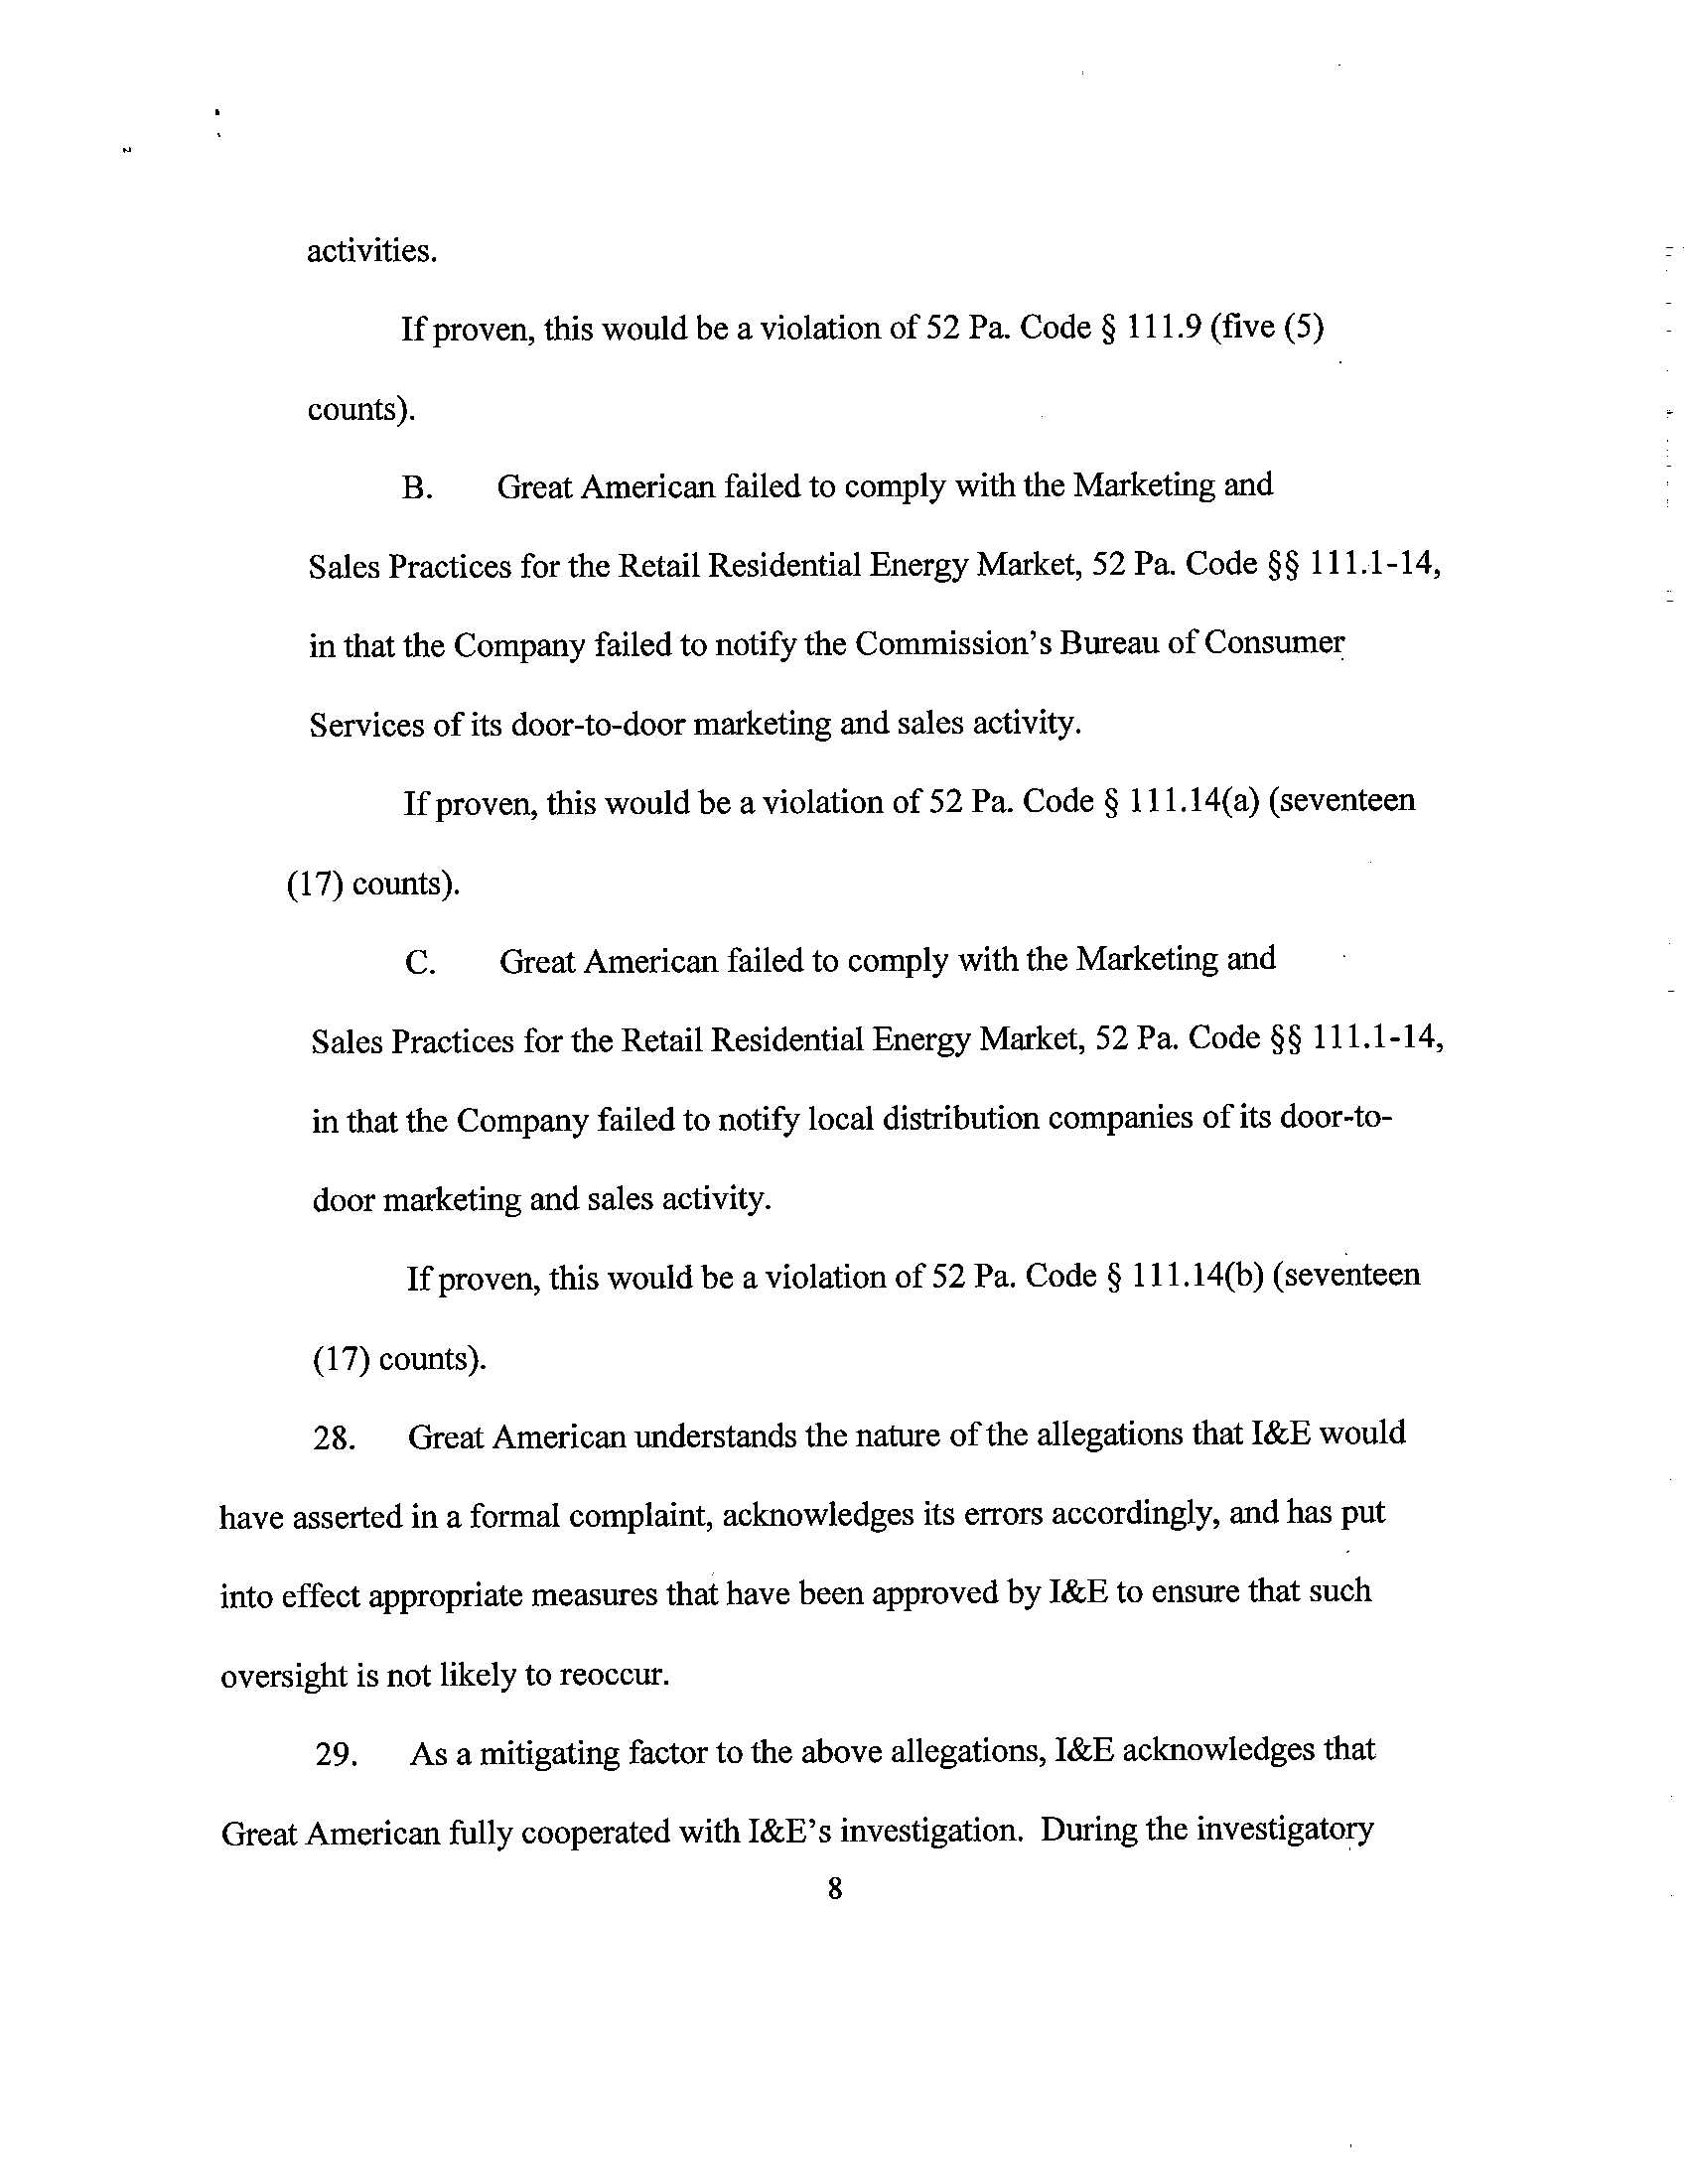 activities.
If proven, this would be a violation of 52 Pa. Code § 111.9 (five (5)
counts).
B. Great American failed to comply with the Marketing and
Sales Practices for the Retail Residential Energy Market, 52 Pa. Code §§ 111.1-14,
in that the Company failed to notify the Commission's Bureau of Consumer
Services of its door-to-door marketing and sales activity.
If proven, this would be a violation of 52 Pa. Code § 111.14(a) (seventeen
(17) counts).
C. Great American failed to comply with the Marketing and
Sales Practices for the Retail Residential Energy Market, 52 Pa. Code §§ 111.1-14,
in that the Company failed to notify local distribution companies of its door-to-
door marketing and sales activity.
If proven, this would be a violation of 52 Pa. Code § 111.14(b) (seventeen
(17) counts).
28. Great American understands the nature of the allegations that I&E would
have asserted in a formal complaint, acknowledges its errors accordingly, and has put
into effect appropriate measures that have been approved by I&E to ensure that such
oversight is not likely to reoccur.
29. As a mitigating factor to the above allegations, I&E acknowledges that
Great American fully cooperated with I&E's investigation. During the investigatory
8